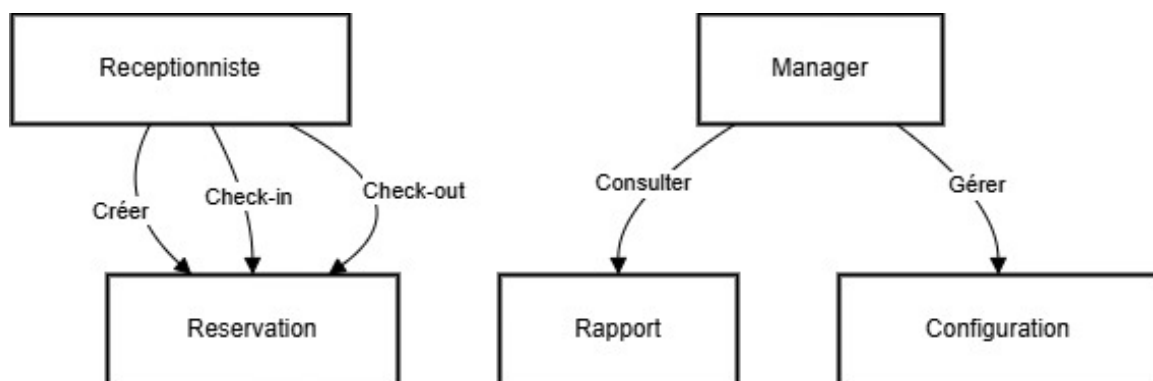 Receptionniste
Manager
Créer
Check-in
Check-out
Consulter
Gérer
Reservation
Rapport
Configuration